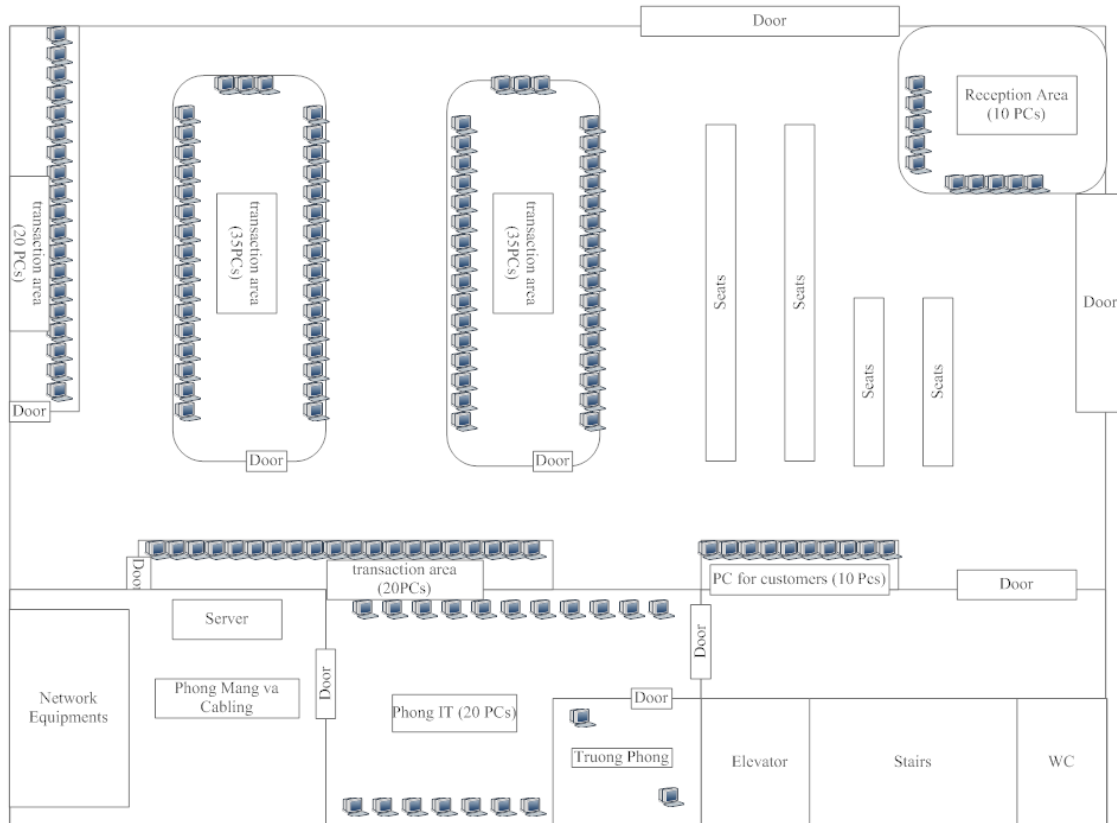 Door
Reception Area
(10 PCs)
transaction area
(20 PCs)
transaction area
(35PCs)
transaction area
(35PCs)
Seats
Seats
Seats
Seats
Door
Door
Door
Door
Door
transaction area
(20PCs)
PC for customers (10 Pcs)
Door
Server
Door
Door
Network
Equipments
Phong Mang va
Cabling
Phong IT (20 PCs)
Door
Truong Phong
Elevator
Stairs
WC